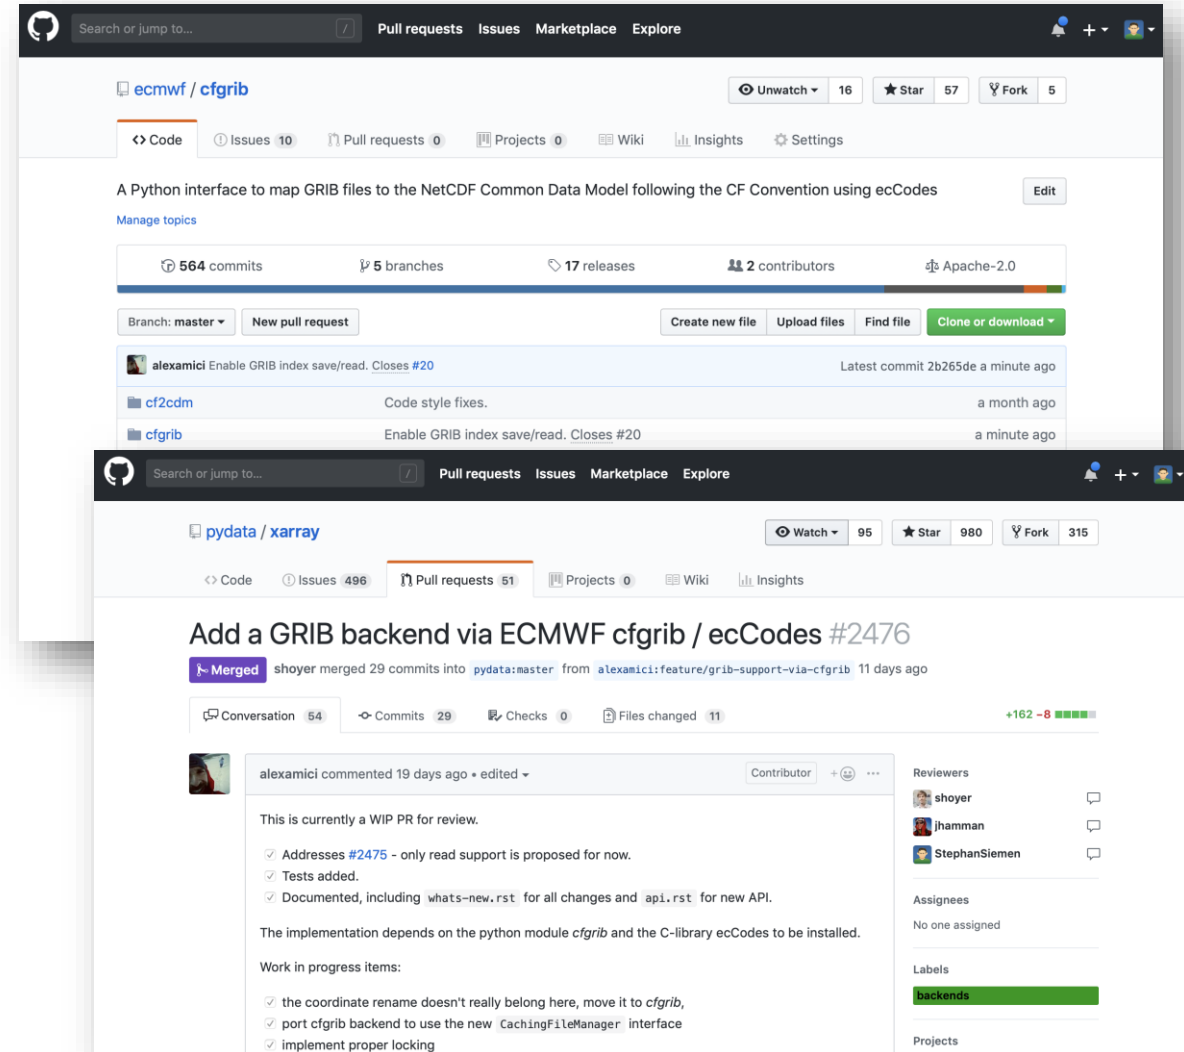 Search or jump to... / Pull requests Issues Marketplace Explore
ecmwf / cfgrib Unwatch 16 Star 57 Fork 5
Code Issues 10 Pull requests 0 Projects 0 Wiki Insights Settings
A Python interface to map GRIB files to the NetCDF Common Data Model following the CF Convention using ecCodes Edit
Manage topics
564 commits 5 branches 17 releases 2 contributors Apache-2.0
Branch: master New pull request Create new file Upload files Find file Clone or download
alexamici Enable GRIB index save/read. Closes #20 Latest commit 2b265de a minute ago
cf2cdm Code style fixes. a month ago
cfgrib Enable GRIB index save/read. Closes #20 a minute ago
Search or jump to... / Pull requests Issues Marketplace Explore
pydata / xarray Watch 95 Star 980 Fork 315
Code Issues 496 Pull requests 51 Projects 0 Wiki Insights
Add a GRIB backend via ECMWF cfgrib / ecCodes #2476
Merged shoyer merged 29 commits into pydata:master from alexamici:feature/grib-support-via-cfgrib 11 days ago
Conversation 54 Commits 29 Checks 0 Files changed 11 +162 −8
alexamici commented 19 days ago • edited Contributor
Reviewers
shoyer
jhamman
StephanSiemen
Assignees
No one assigned
Labels
backends
Projects
This is currently a WIP PR for review.
Addresses #2475 - only read support is proposed for now.
Tests added.
Documented, including whats-new.rst for all changes and api.rst for new API.
The implementation depends on the python module cfgrib and the C-library ecCodes to be installed.
Work in progress items:
the coordinate rename doesn't really belong here, move it to cfgrib,
port cfgrib backend to use the new CachingFileManager interface
implement proper locking